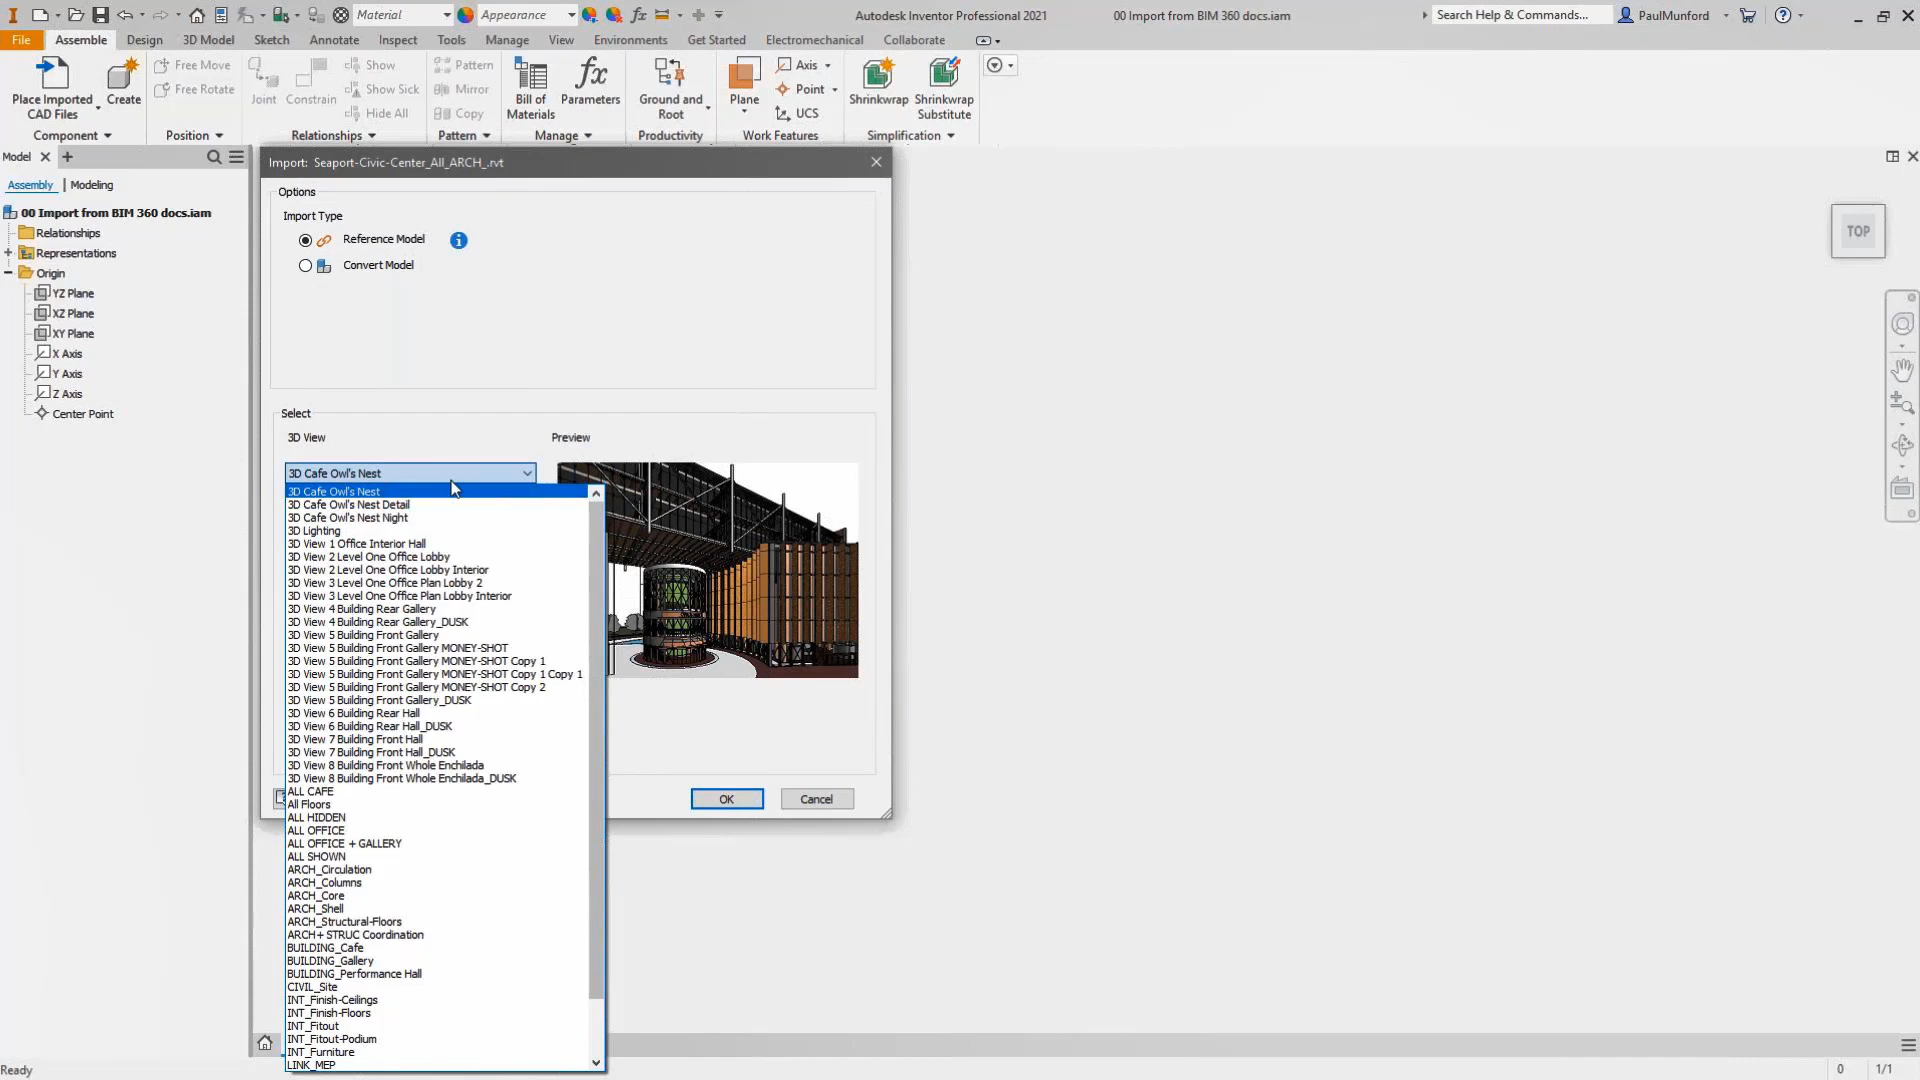 Material
Appearance
fx
Autodesk Inventor Professional 2021
00 Import from BIM 360 docs.iam
Search Help & Commands...
PaulMunford
File
Assemble
Design
3D Model
Sketch
Annotate
Inspect
Tools
Manage
View
Environments
Get Started
Electromechanical
Collaborate
Place Imported
CAD Files
Create
Free Move
Free Rotate
Joint
Constrain
Show
Show Sick
Hide All
Pattern
Mirror
Copy
Bill of
Materials
fx
Parameters
Ground and
Root
Plane
Axis
Point
UCS
Shrinkwrap
Shrinkwrap
Substitute
Component
Position
Relationships
Pattern
Manage
Productivity
Work Features
Simplification
Model
Assembly
Modeling
00 Import from BIM 360 docs.iam
Relationships
Representations
Origin
YZ Plane
XZ Plane
XY Plane
X Axis
Y Axis
Z Axis
Center Point
Import: Seaport-Civic-Center_All_ARCH_.rvt
Options
Import Type
Reference Model
Convert Model
Select
3D View
Preview
3D Cafe Owl's Nest
3D Cafe Owl's Nest
3D Cafe Owl's Nest Detail
3D Cafe Owl's Nest Night
3D Lighting
3D View 1 Office Interior Hall
3D View 2 Level One Office Lobby
3D View 2 Level One Office Lobby Interior
3D View 3 Level One Office Plan Lobby 2
3D View 3 Level One Office Plan Lobby Interior
3D View 4 Building Rear Gallery
3D View 4 Building Rear Gallery_DUSK
3D View 5 Building Front Gallery
3D View 5 Building Front Gallery MONEY-SHOT
3D View 5 Building Front Gallery MONEY-SHOT Copy 1
3D View 5 Building Front Gallery MONEY-SHOT Copy 1 Copy 1
3D View 5 Building Front Gallery MONEY-SHOT Copy 2
3D View 5 Building Front Gallery_DUSK
3D View 6 Building Rear Hall
3D View 6 Building Rear Hall_DUSK
3D View 7 Building Front Hall
3D View 7 Building Front Hall_DUSK
3D View 8 Building Front Whole Enchilada
3D View 8 Building Front Whole Enchilada_DUSK
ALL CAFE
All Floors
ALL HIDDEN
ALL OFFICE
ALL OFFICE + GALLERY
ALL SHOWN
ARCH_Circulation
ARCH_Columns
ARCH_Core
ARCH_Shell
ARCH_Structural-Floors
ARCH+ STRUC Coordination
BUILDING_Cafe
BUILDING_Gallery
BUILDING_Performance Hall
CIVIL_Site
INT_Finish-Ceilings
INT_Finish-Floors
INT_Fitout
INT_Fitout-Podium
INT_Furniture
LINK_MEP
OK
Cancel
TOP
Ready
0
1/1